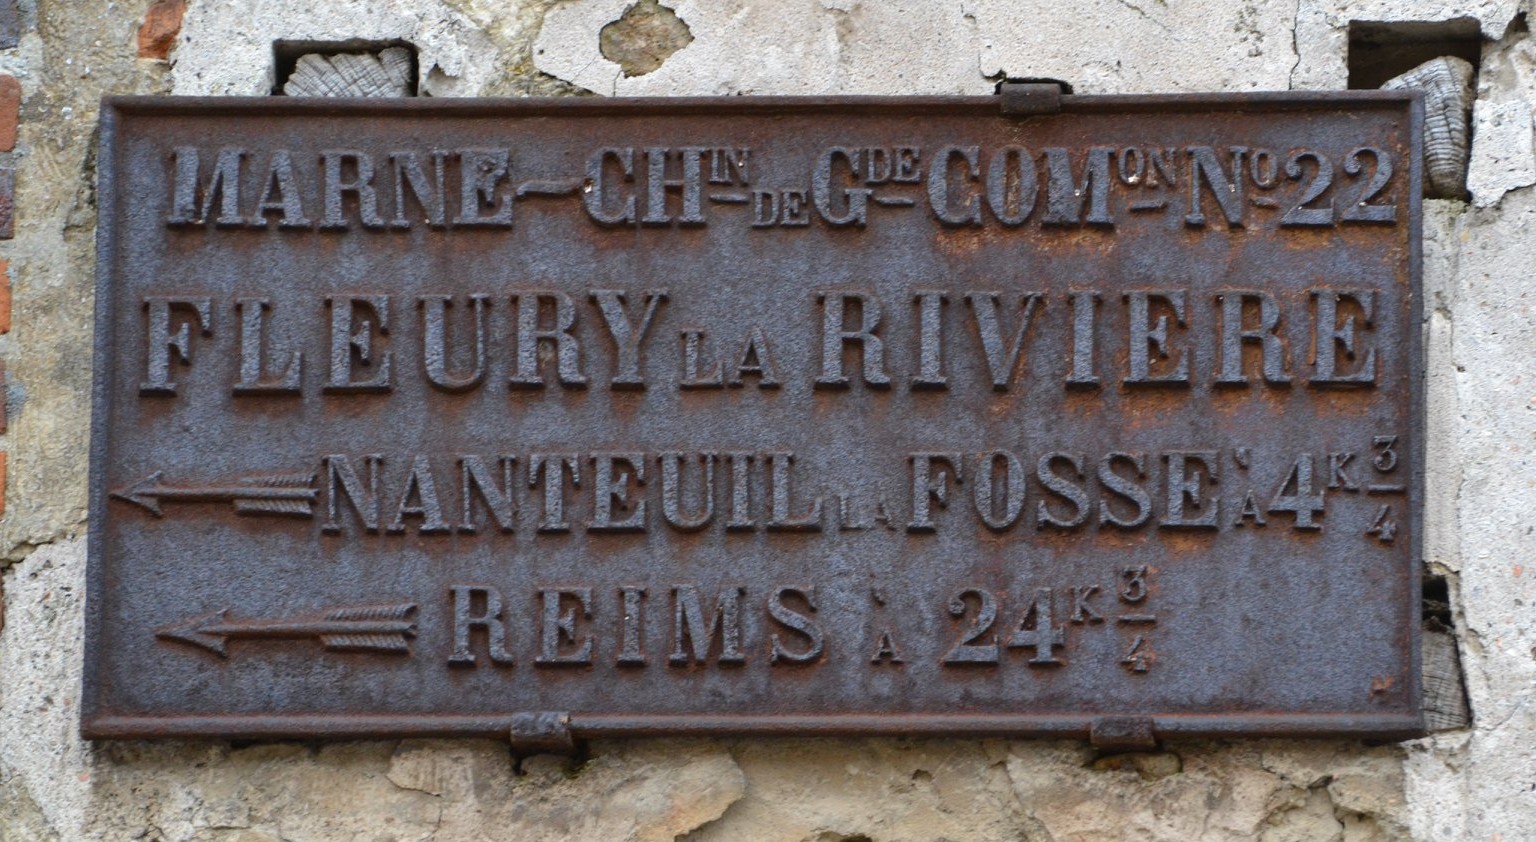 MARNE - CHIN DE GDE COMON NO 22
FLEURY LA RIVIERE
NANTEUIL LA FOSSE À 4K 3/4
REIMS À 24K 3/4